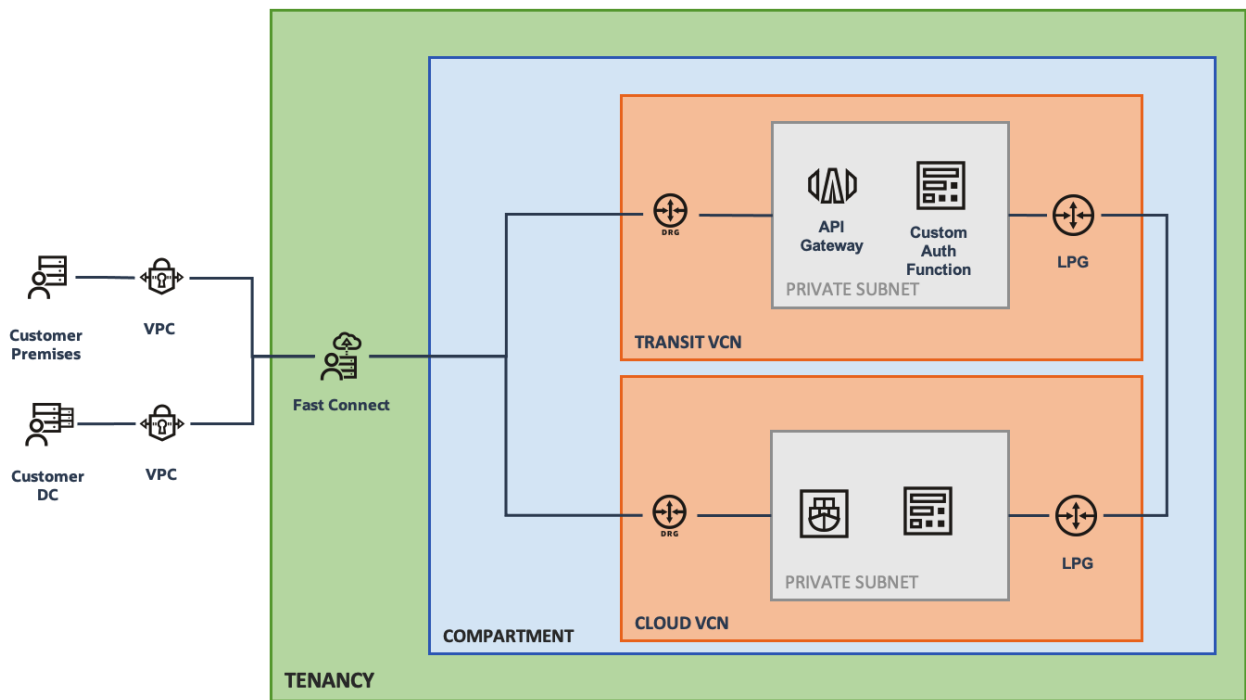 DRG
API
Gateway
Custom
Auth
Function
LPG
PRIVATE SUBNET
TRANSIT VCN
Customer
Premises
VPC
Fast Connect
Customer
DC
VPC
DRG
LPG
PRIVATE SUBNET
CLOUD VCN
COMPARTMENT
TENANCY